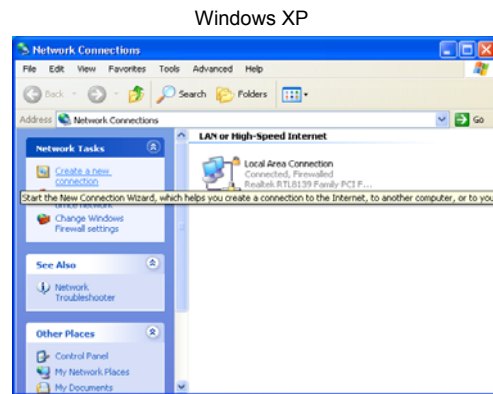 Windows XP
Network Connections
File Edit View Favorites Tools Advanced Help
Back Search Folders
Address Network Connections Go
LAN or High-Speed Internet
Network Tasks
Create a new
connection
Local Area Connection
Connected, Firewalled
Realtek RTL8139 Family PCI F...
Start the New Connection Wizard, which helps you create a connection to the Internet, to another computer, or to you
office network
Change Windows
Firewall settings
See Also
Network
Troubleshooter
Other Places
Control Panel
My Network Places
My Documents